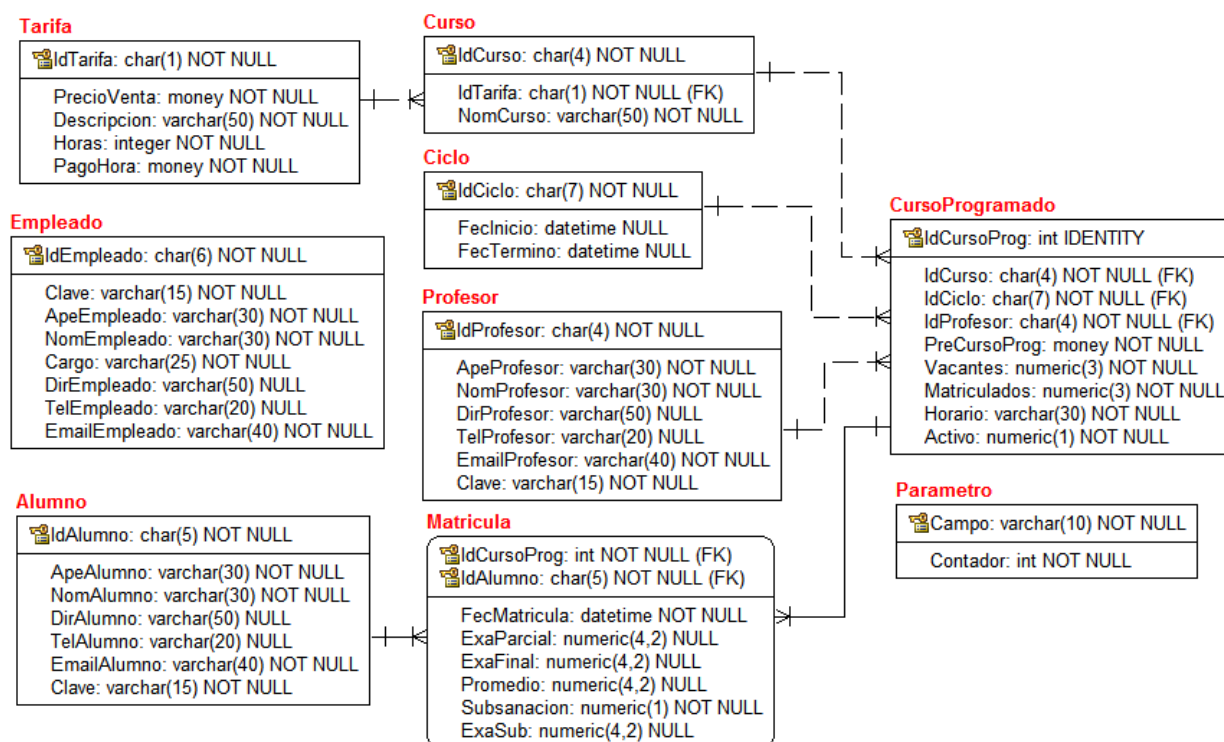 Tarifa
IdTarifa: char(1) NOT NULL
PrecioVenta: money NOT NULL
Descripcion: varchar(50) NOT NULL
Horas: integer NOT NULL
PagoHora: money NOT NULL
Curso
IdCurso: char(4) NOT NULL
IdTarifa: char(1) NOT NULL (FK)
NomCurso: varchar(50) NOT NULL
Ciclo
IdCiclo: char(7) NOT NULL
FecInicio: datetime NULL
FecTermino: datetime NULL
Empleado
IdEmpleado: char(6) NOT NULL
Clave: varchar(15) NOT NULL
ApeEmpleado: varchar(30) NOT NULL
NomEmpleado: varchar(30) NOT NULL
Cargo: varchar(25) NOT NULL
DirEmpleado: varchar(50) NULL
TelEmpleado: varchar(20) NULL
EmailEmpleado: varchar(40) NOT NULL
Profesor
IdProfesor: char(4) NOT NULL
ApeProfesor: varchar(30) NOT NULL
NomProfesor: varchar(30) NOT NULL
DirProfesor: varchar(50) NULL
TelProfesor: varchar(20) NULL
EmailProfesor: varchar(40) NOT NULL
Clave: varchar(15) NOT NULL
CursoProgramado
IdCursoProg: int IDENTITY
IdCurso: char(4) NOT NULL (FK)
IdCiclo: char(7) NOT NULL (FK)
IdProfesor: char(4) NOT NULL (FK)
PreCursoProg: money NOT NULL
Vacantes: numeric(3) NOT NULL
Matriculados: numeric(3) NOT NULL
Horario: varchar(30) NOT NULL
Activo: numeric(1) NOT NULL
Alumno
IdAlumno: char(5) NOT NULL
ApeAlumno: varchar(30) NOT NULL
NomAlumno: varchar(30) NOT NULL
DirAlumno: varchar(50) NULL
TelAlumno: varchar(20) NULL
EmailAlumno: varchar(40) NOT NULL
Clave: varchar(15) NOT NULL
Matricula
IdCursoProg: int NOT NULL (FK)
IdAlumno: char(5) NOT NULL (FK)
FecMatricula: datetime NOT NULL
ExaParcial: numeric(4,2) NULL
ExaFinal: numeric(4,2) NULL
Promedio: numeric(4,2) NULL
Subsanacion: numeric(1) NOT NULL
ExaSub: numeric(4,2) NULL
Parametro
Campo: varchar(10) NOT NULL
Contador: int NOT NULL